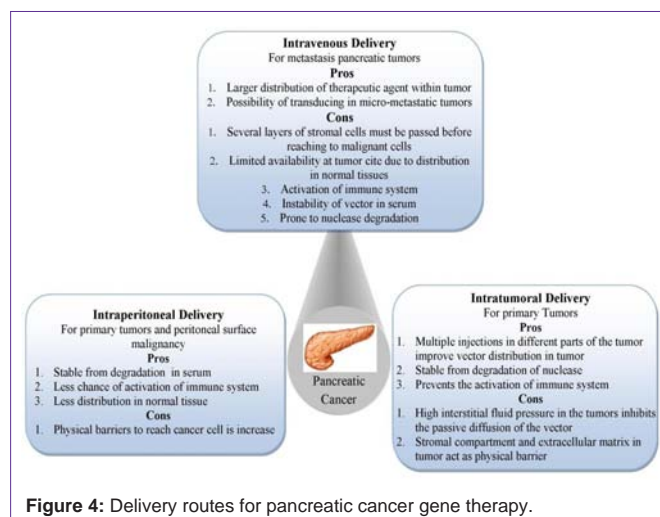 Intravenous Delivery
For metastasis pancreatic tumors
Pros
1. Larger distribution of therapeutic agent within tumor
2. Possibility of transducing in micro-metastatic tumors
Cons
1. Several layers of stromal cells must be passed before
reaching to malignant cells
2. Limited availability at tumor cite due to distribution
in normal tissues
3. Activation of immune system
4. Instability of vector in serum
5. Prone to nuclease degradation
Intraperitoneal Delivery
For primary tumors and peritoneal surface
malignancy
Pros
1. Stable from degradation in serum
2. Less chance of activation of immune system
3. Less distribution in normal tissue
Cons
1. Physical barriers to reach cancer cell is increase
Pancreatic
Cancer
Intratumoral Delivery
For primary Tumors
Pros
1. Multiple injections in different parts of the tumor
improve vector distribution in tumor
2. Stable from degradation of nuclease
3. Prevents the activation of immune system
Cons
1. High interstitial fluid pressure in the tumors inhibits
the passive diffusion of the vector
2. Stromal compartment and extracellular matrix in
tumor act as physical barrier
Figure 4: Delivery routes for pancreatic cancer gene therapy.